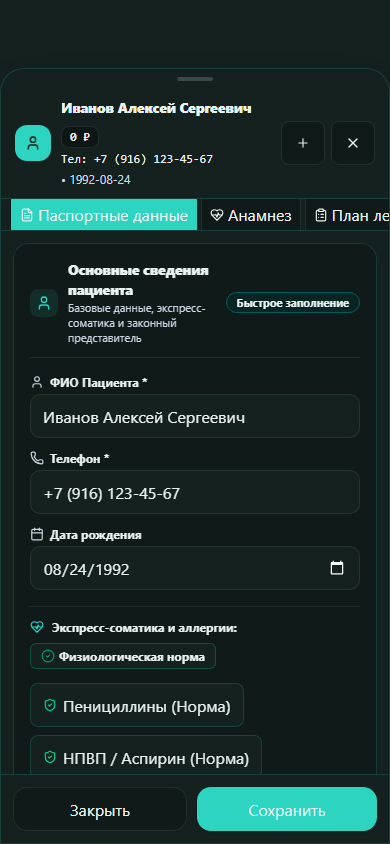 Иванов Алексей Сергеевич
0 ₽
Тел: +7 (916) 123-45-67
• 1992-08-24
Паспортные данные
Анамнез
План ле
Основные сведения
пациента
Базовые данные, экспресс-
соматика и законный
представитель
Быстрое заполнение
ФИО Пациента *
Иванов Алексей Сергеевич
Телефон *
+7 (916) 123-45-67
Дата рождения
08/24/1992
Экспресс-соматика и аллергии:
Физиологическая норма
Пенициллины (Норма)
НПВП / Аспирин (Норма)
Закрыть
Сохранить